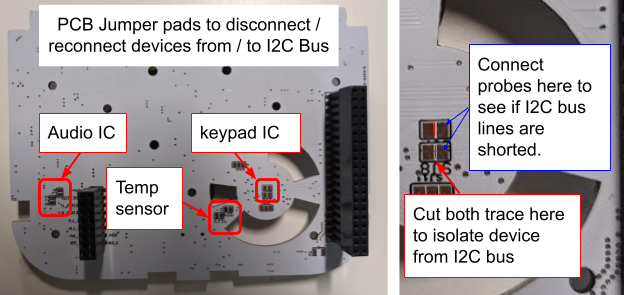 PCB Jumper pads to disconnect /
reconnect devices from / to I2C Bus
Audio IC
keypad IC
Temp
sensor
Connect
probes here to
see if I2C bus
lines are
shorted.
Cut both trace here
to isolate device
from I2C bus